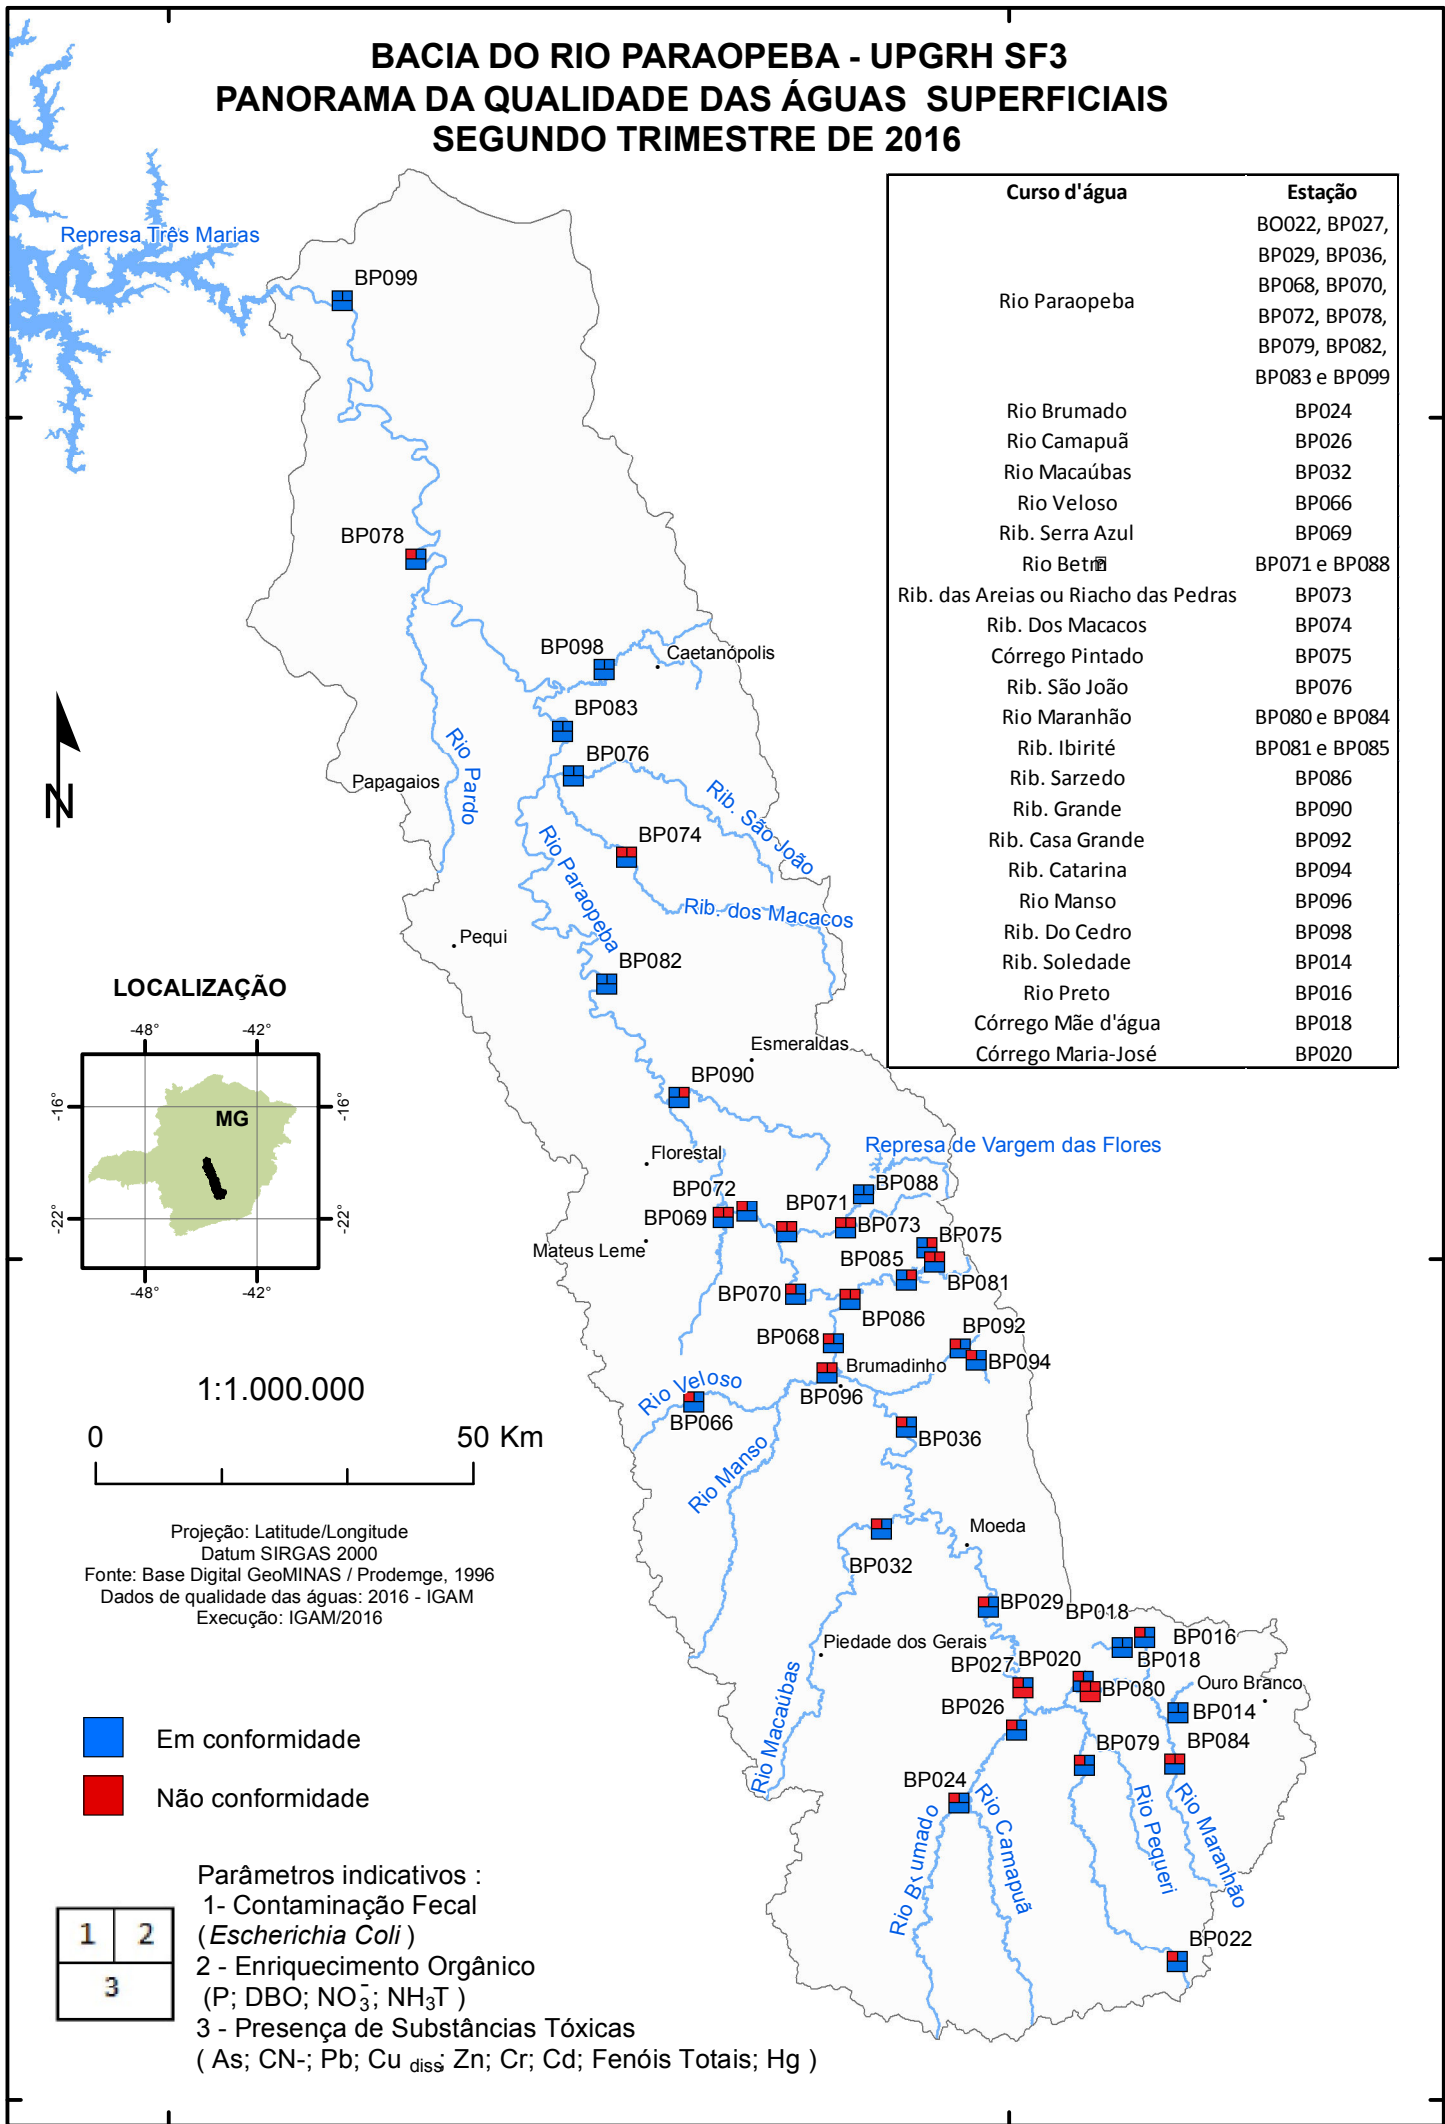 BACIA DO RIO PARAOPEBA - UPGRH SF3
PANORAMA DA QUALIDADE DAS ÁGUAS SUPERFICIAIS
SEGUNDO TRIMESTRE DE 2016
Curso d'água Estação
Rio Paraopeba
BO022, BP027,
BP029, BP036,
BP068, BP070,
BP072, BP078,
BP079, BP082,
BP083 e BP099
Rio Brumado BP024
Rio Camapuã BP026
Rio Macaúbas BP032
Rio Veloso BP066
Rib. Serra Azul BP069
Rio Betm BP071 e BP088
Rib. das Areias ou Riacho das Pedras BP073
Rib. Dos Macacos BP074
Córrego Pintado BP075
Rib. São João BP076
Rio Maranhão BP080 e BP084
Rib. Ibirité BP081 e BP085
Rib. Sarzedo BP086
Rib. Grande BP090
Rib. Casa Grande BP092
Rib. Catarina BP094
Rio Manso BP096
Rib. Do Cedro BP098
Rib. Soledade BP014
Rio Preto BP016
Córrego Mãe d'água BP018
Córrego Maria-José BP020
Represa Três Marias
BP099
BP078
BP098
Caetanópolis
BP083
BP076
Rio Pardo
Papagaios
Rib. São João
BP074
Rio Paraopeba
Rib. dos Macacos
Pequi
BP082
Esmeraldas
BP090
Florestal
Represa de Vargem das Flores
BP072
BP088
BP071
BP069
BP073
BP075
Mateus Leme
BP085
BP081
BP070
BP086
BP068
BP092
BP094
Brumadinho
Rio Veloso
BP096
BP066
BP036
Rio Manso
Moeda
BP032
BP029
BP018
BP016
Piedade dos Gerais
BP018
BP027
BP020
BP080
Ouro Branco
BP026
BP014
BP079
BP084
Rio Macaúbas
BP024
Rio Brumado
Rio Camapuã
Rio Pequeri
Rio Maranhão
BP022
N
LOCALIZAÇÃO
-48° -42°
-16° -16°
MG
-22° -22°
-48° -42°
1:1.000.000
0 50 Km
Projeção: Latitude/Longitude
Datum SIRGAS 2000
Fonte: Base Digital GeoMINAS / Prodemge, 1996
Dados de qualidade das águas: 2016 - IGAM
Execução: IGAM/2016
Em conformidade
Não conformidade
1 2
3
Parâmetros indicativos :
1- Contaminação Fecal
(Escherichia Coli )
2 - Enriquecimento Orgânico
(P; DBO; NO₃⁻; NH₃T )
3 - Presença de Substâncias Tóxicas
( As; CN-; Pb; Cu diss; Zn; Cr; Cd; Fenóis Totais; Hg )